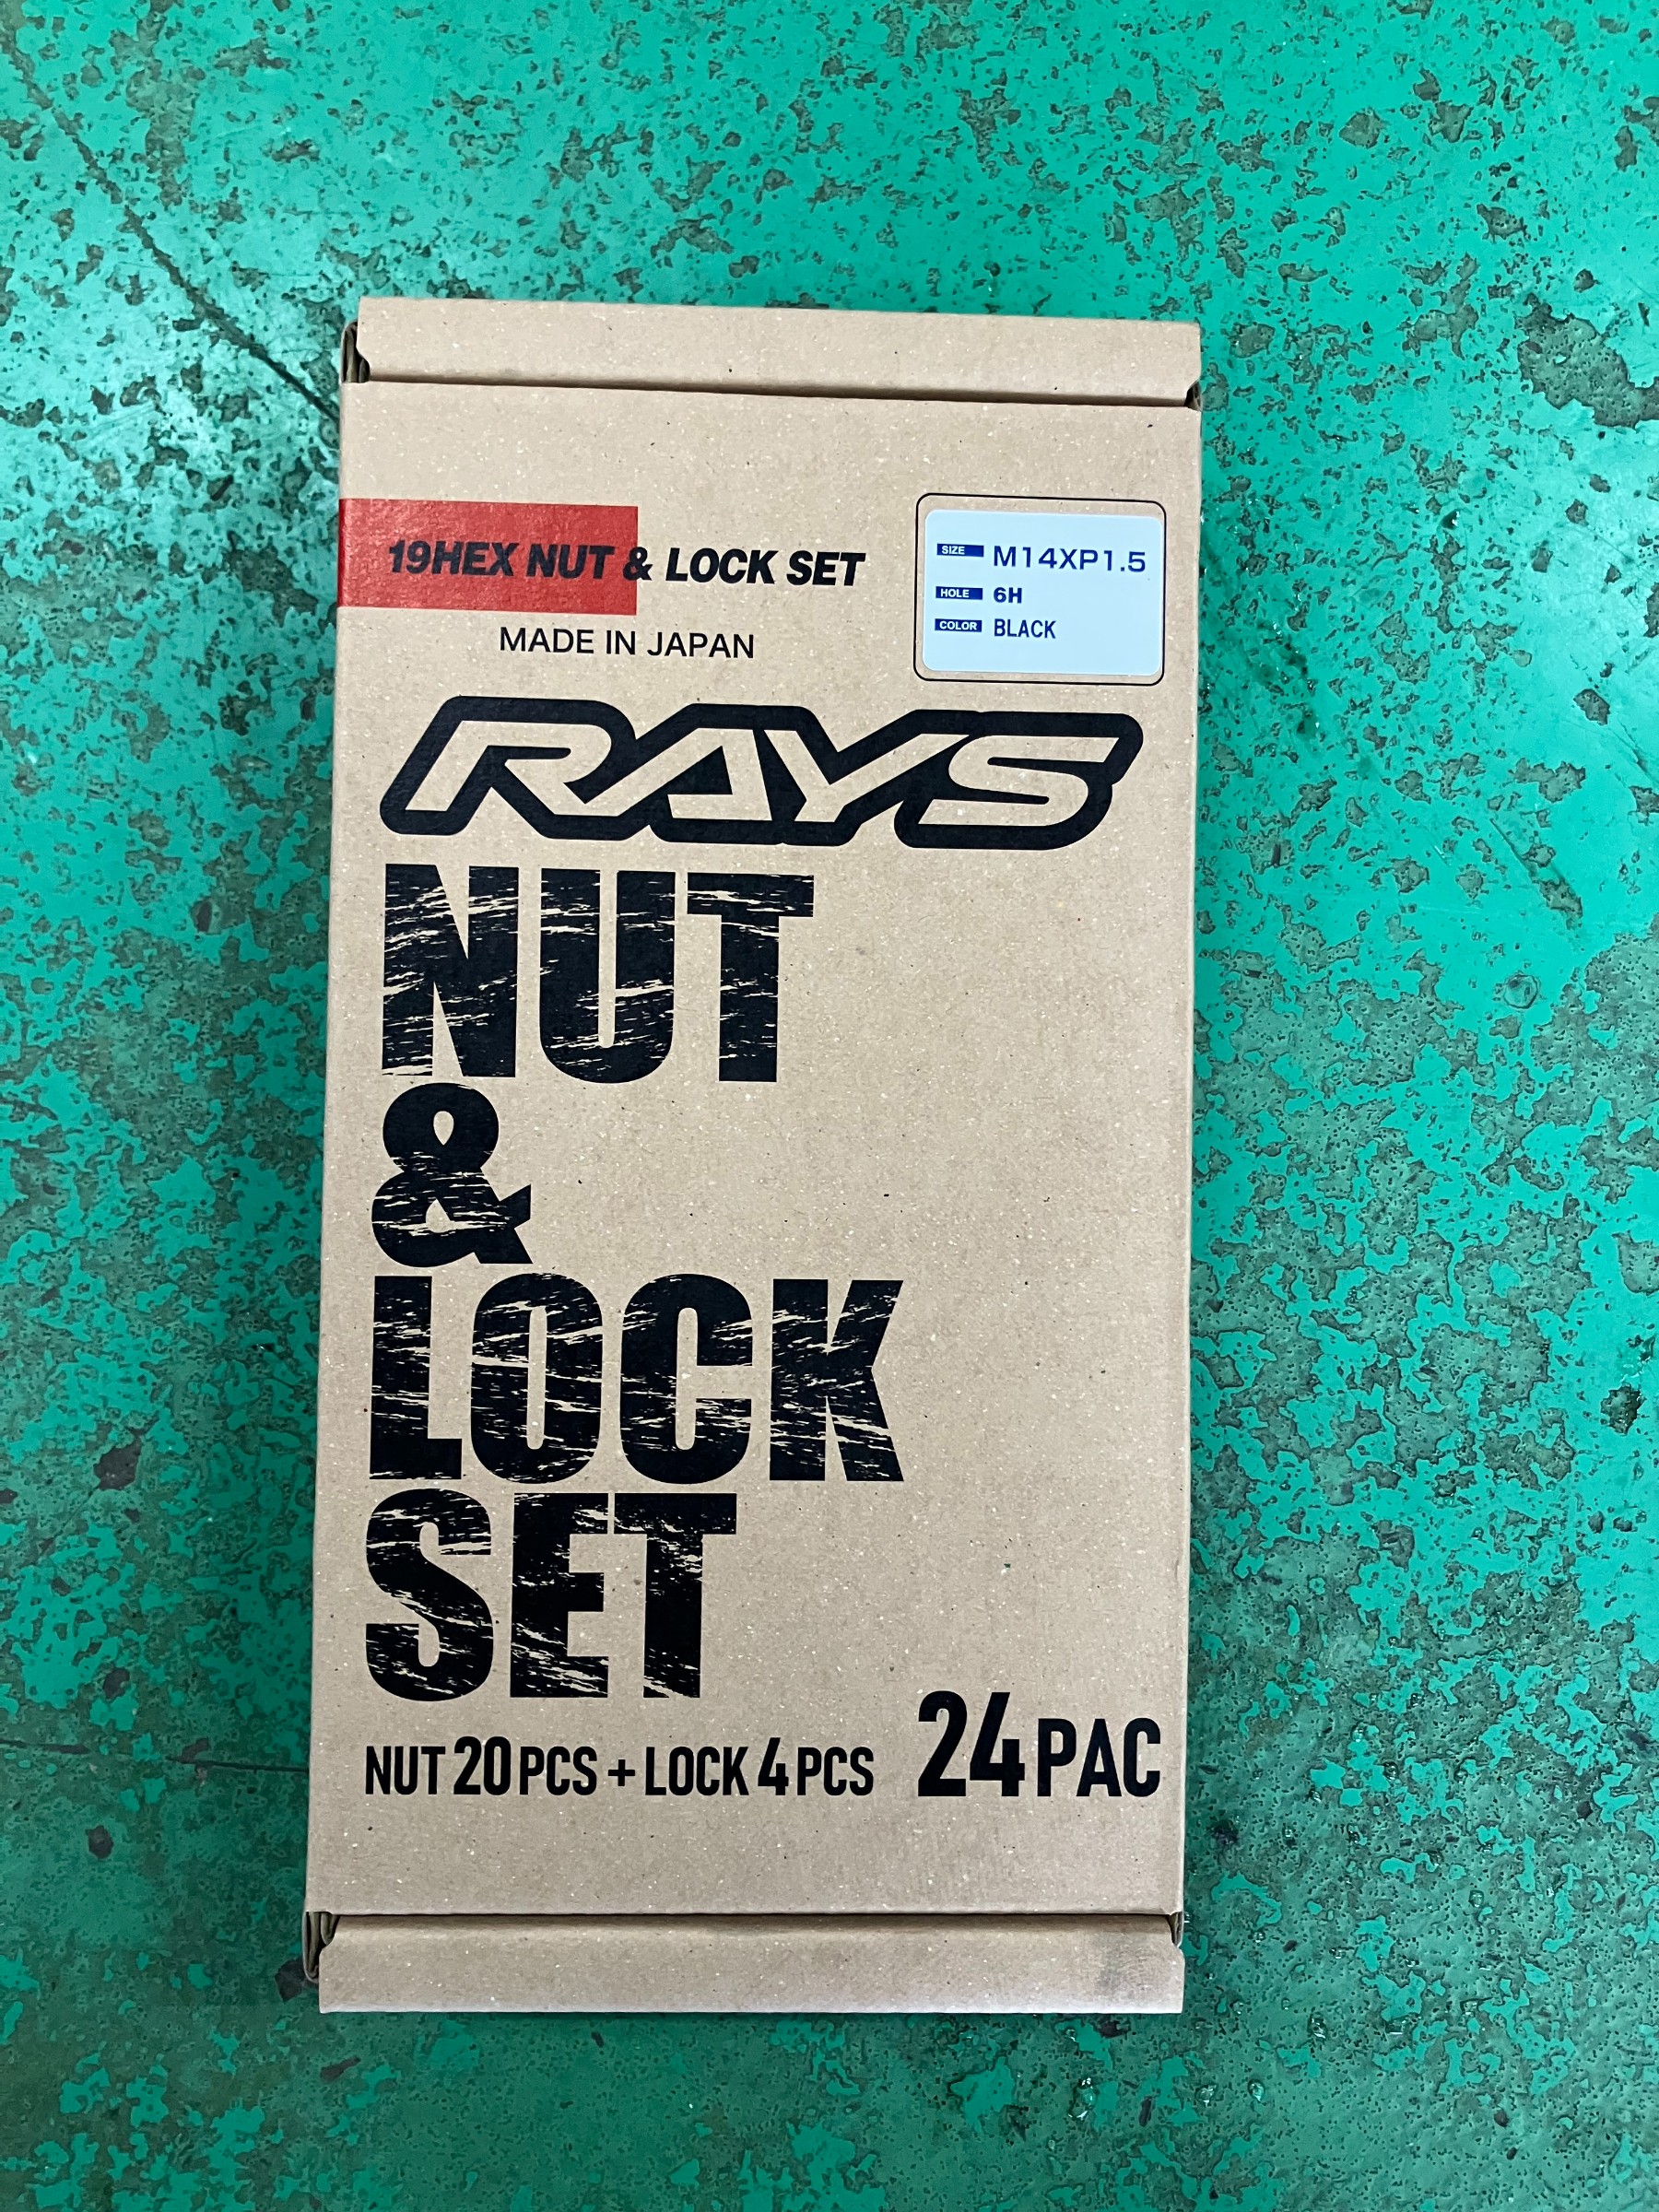 19HEX NUT & LOCK SET
MADE IN JAPAN
SIZE M14XP1.5
HOLE 6H
COLOR BLACK
RAYS
NUT
&
LOCK
SET
NUT 20 PCS + LOCK 4 PCS 24 PAC